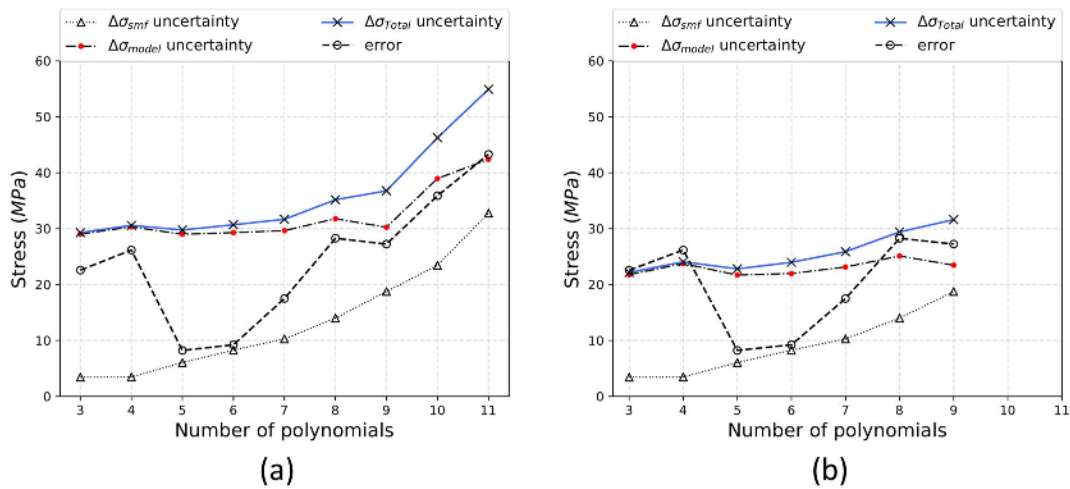 Δσsmf uncertainty ΔσTotal uncertainty
Δσmodel uncertainty error
60
50
40
30
20
10
0
Stress (MPa)
3 4 5 6 7 8 9 10 11
Number of polynomials
(a)
Δσsmf uncertainty ΔσTotal uncertainty
Δσmodel uncertainty error
60
50
40
30
20
10
0
Stress (MPa)
3 4 5 6 7 8 9 10 11
Number of polynomials
(b)